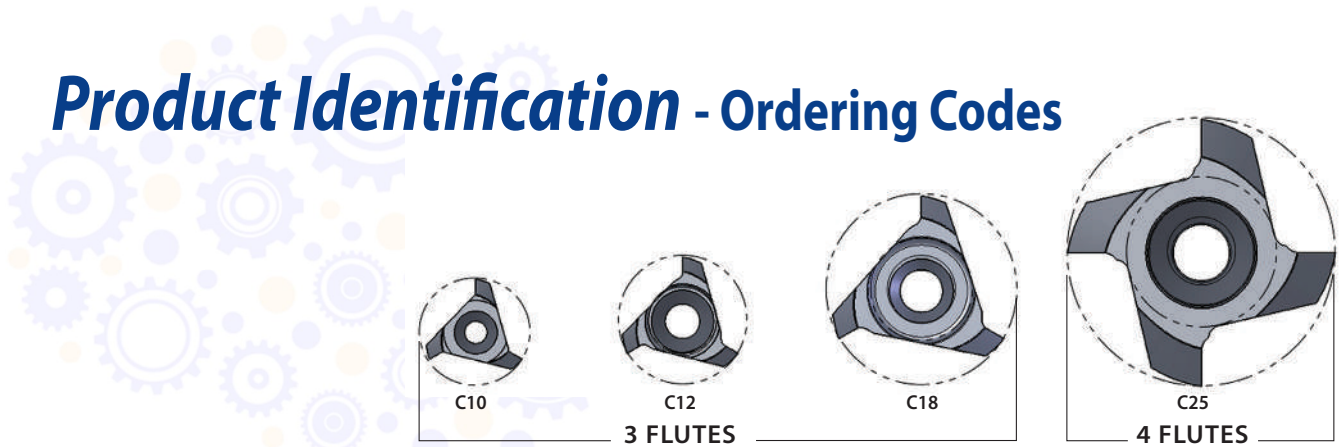 Product Identification - Ordering Codes
C10 C12 C18 C25
3 FLUTES 4 FLUTES